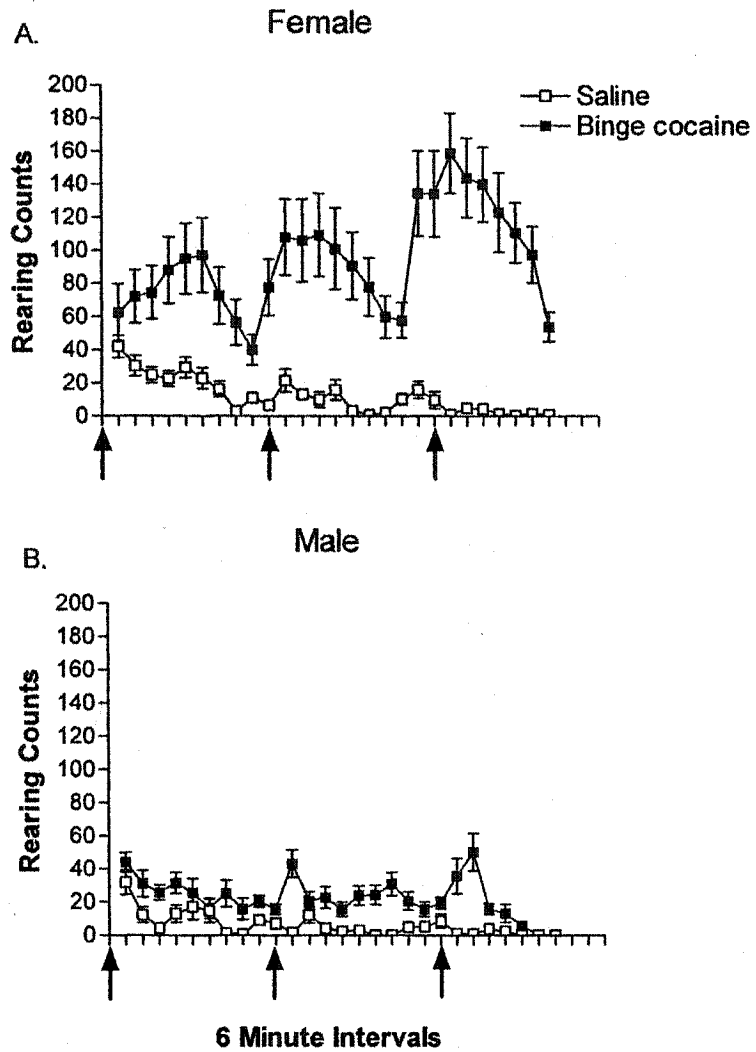 Female
A.
200
180
160
140
120
100
80
60
40
20
0
Rearing Counts
Saline
Binge cocaine
Male
B.
200
180
160
140
120
100
80
60
40
20
0
Rearing Counts
6 Minute Intervals